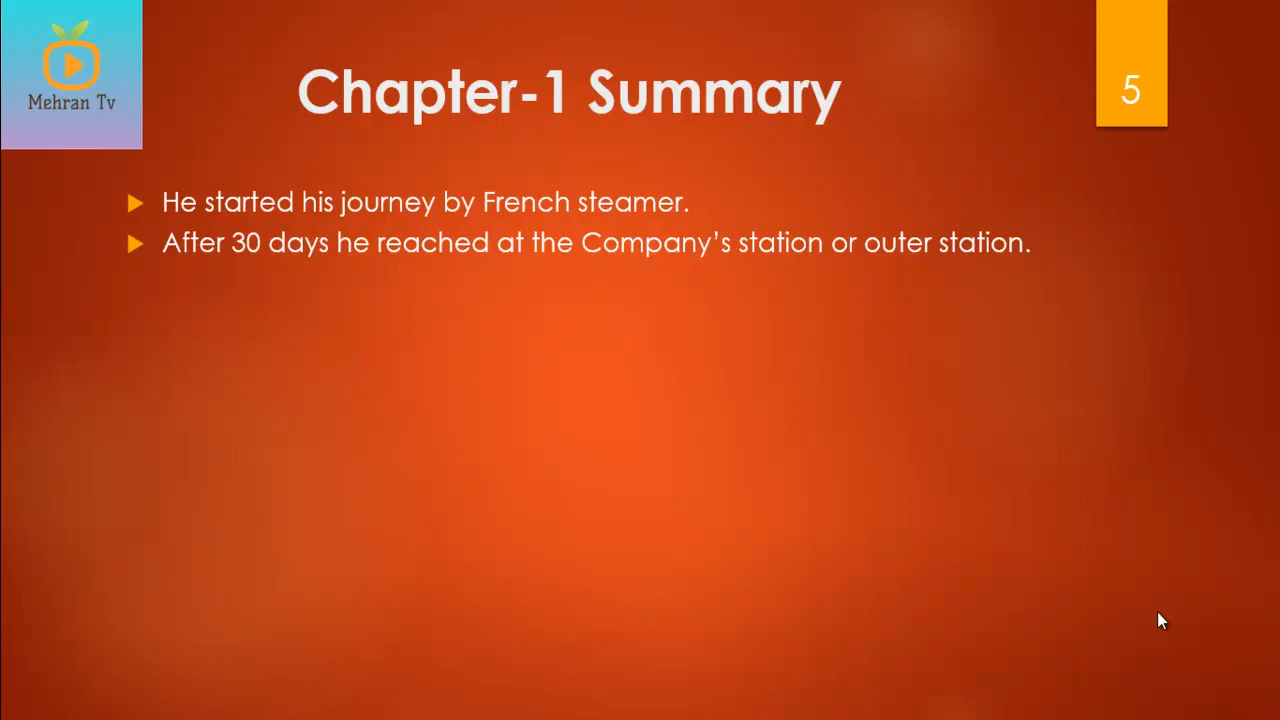 Mehran Tv
Chapter-1 Summary
5
He started his journey by French steamer.
After 30 days he reached at the Company’s station or outer station.